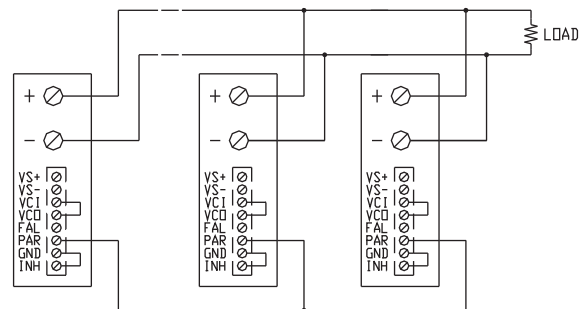 LOAD
+ + +
- - -
VS+ VS+ VS+
VS- VS- VS-
VCI VCI VCI
VCO VCO VCO
FAL FAL FAL
PAR PAR PAR
GND GND GND
INH INH INH